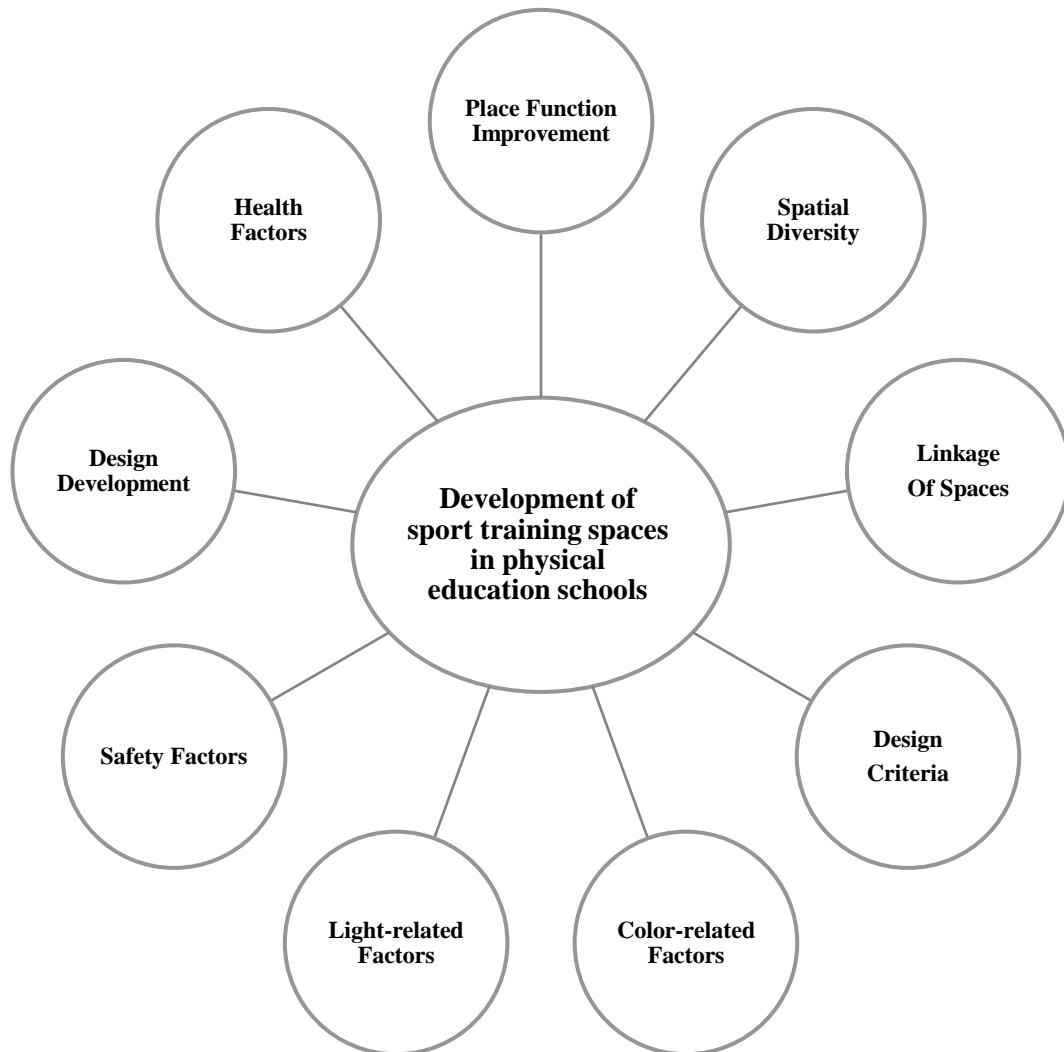 Place Function
Improvement
Spatial
Diversity
Linkage
Of Spaces
Design
Criteria
Color-related
Factors
Light-related
Factors
Safety Factors
Design
Development
Health
Factors
Development of
sport training spaces
in physical
education schools